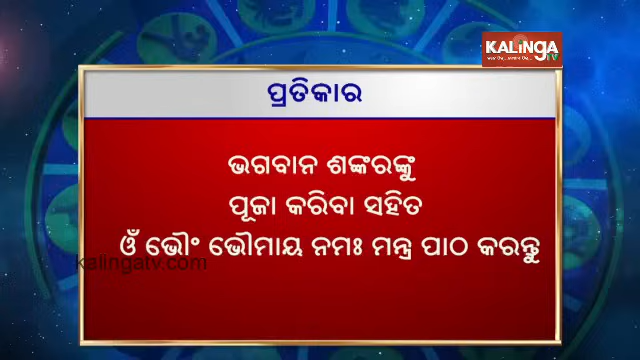 KALINGA
TV
ପ୍ରତିକାର
ଭଗବାନ ଶଙ୍କରଙ୍କୁ
ପୂଜା କରିବା ସହିତ
ଓଁ ଭୌଂ ଭୌମାୟ ନମଃ ମନ୍ତ୍ର ପାଠ କରନ୍ତୁ
kalingatv.com